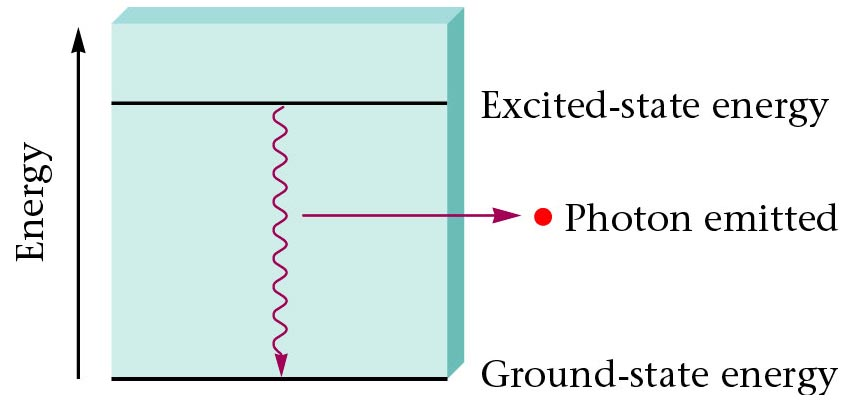 Energy
Excited-state energy
Photon emitted
Ground-state energy